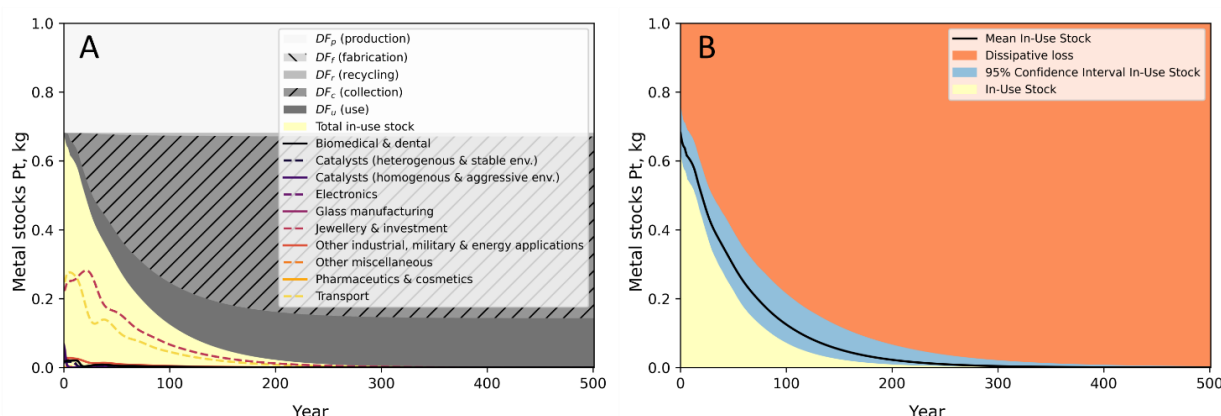 A
DF_p (production)
DF_f (fabrication)
DF_r (recycling)
DF_c (collection)
DF_u (use)
Total in-use stock
Biomedical & dental
Catalysts (heterogenous & stable env.)
Catalysts (homogenous & aggressive env.)
Electronics
Glass manufacturing
Jewellery & investment
Other industrial, military & energy applications
Other miscellaneous
Pharmaceutics & cosmetics
Transport
Metal stocks Pt, kg
1.0
0.8
0.6
0.4
0.2
0.0
0 100 200 300 400 500
Year
B
Mean In-Use Stock
Dissipative loss
95% Confidence Interval In-Use Stock
In-Use Stock
Metal stocks Pt, kg
1.0
0.8
0.6
0.4
0.2
0.0
0 100 200 300 400 500
Year